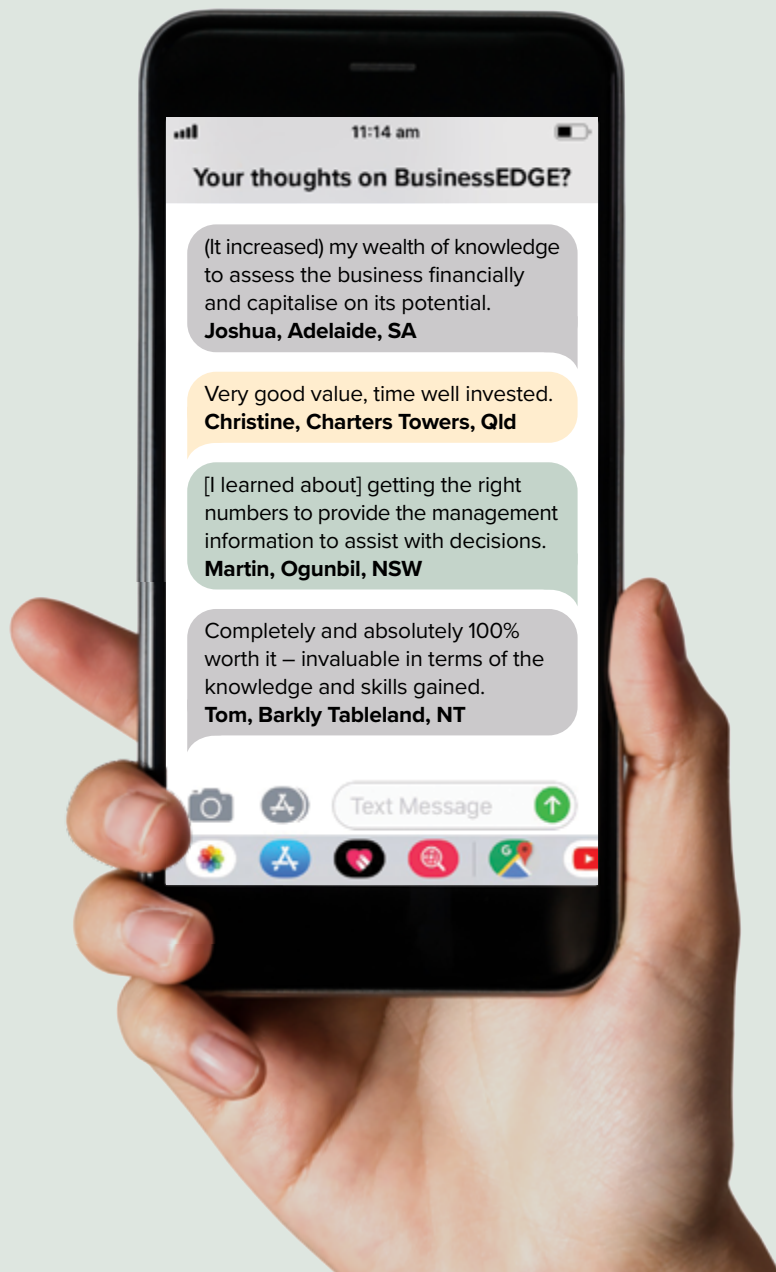 11:14 am
Your thoughts on BusinessEDGE?
(It increased) my wealth of knowledge
to assess the business financially
and capitalise on its potential.
Joshua, Adelaide, SA
Very good value, time well invested.
Christine, Charters Towers, Qld
[I learned about] getting the right
numbers to provide the management
information to assist with decisions.
Martin, Ogunbil, NSW
Completely and absolutely 100%
worth it – invaluable in terms of the
knowledge and skills gained.
Tom, Barkly Tableland, NT
Text Message
G